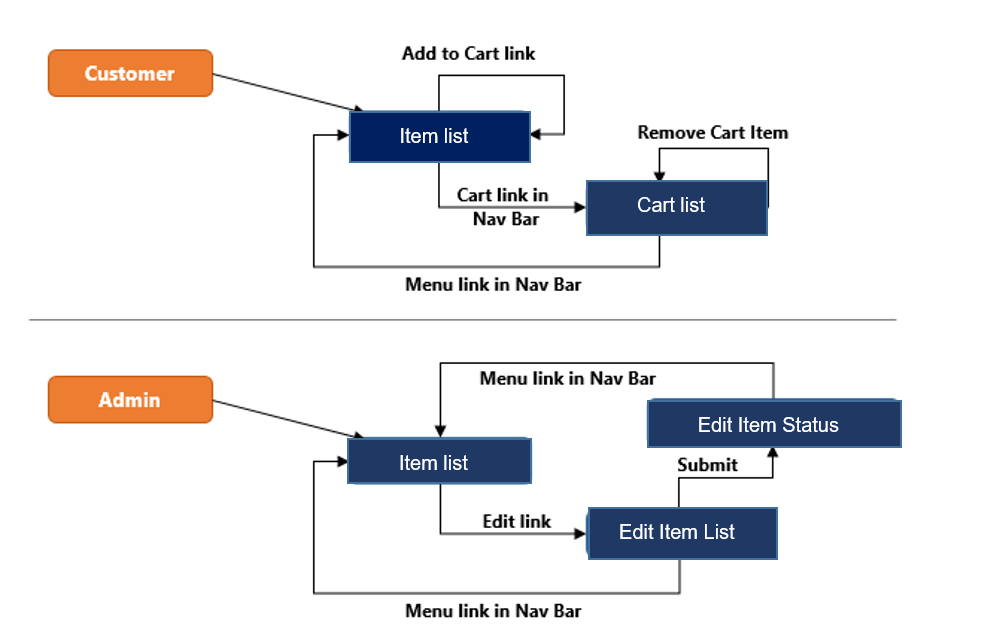 Add to Cart link
Customer
Item list
Remove Cart Item
Cart link in
Nav Bar
Cart list
Menu link in Nav Bar
Menu link in Nav Bar
Admin
Edit Item Status
Item list
Submit
Edit link
Edit Item List
Menu link in Nav Bar